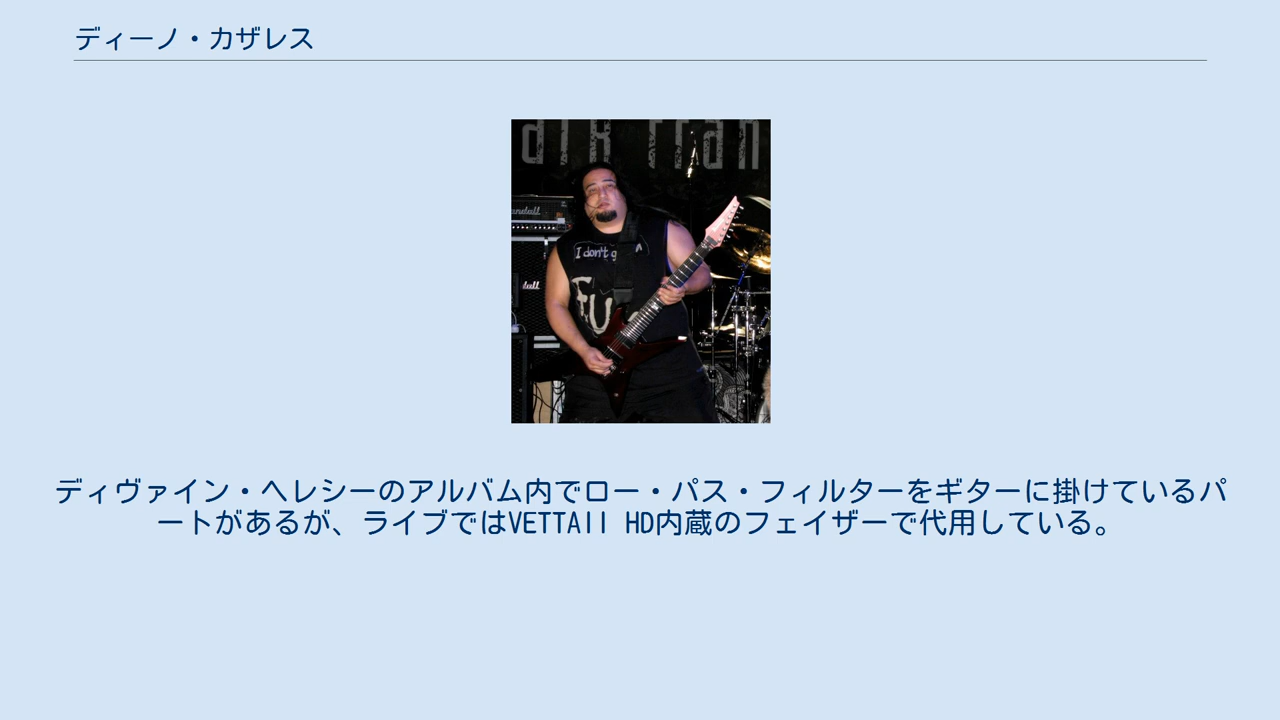 ディーノ・カザレス
I don't g
FU
ディヴァイン・ヘレシーのアルバム内でロー・パス・フィルターをギターに掛けているパ
ートがあるが、ライブではVETTAII HD内蔵のフェイザーで代用している。